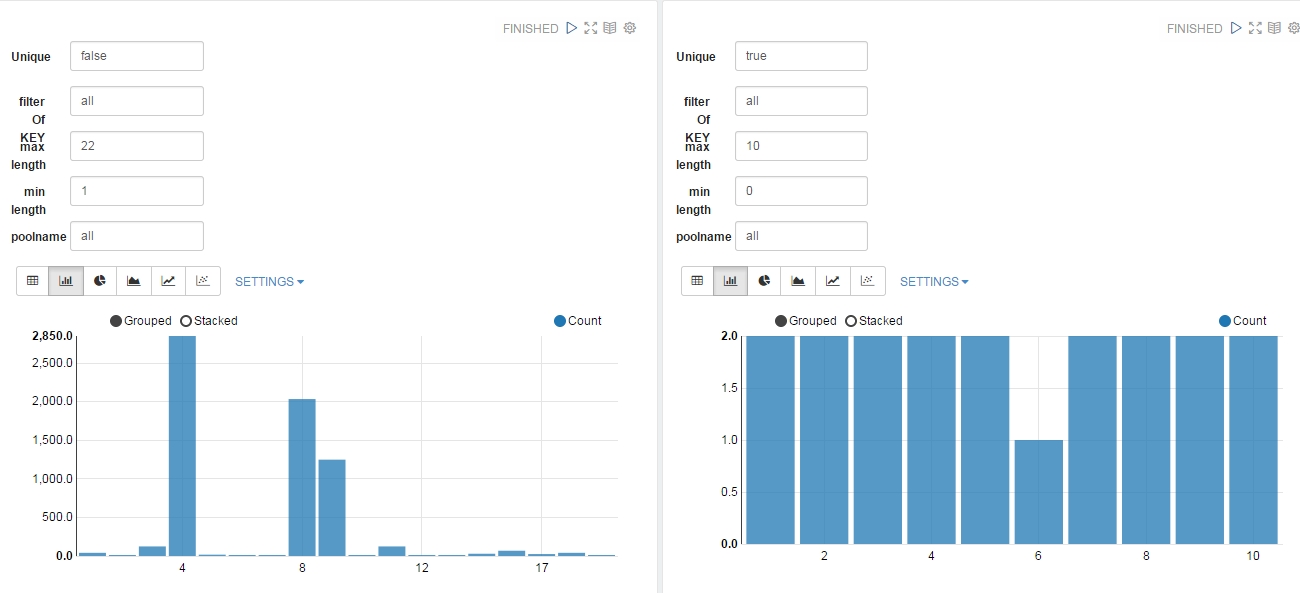 FINISHED
Unique false
filter Of KEY all
max length 22
min length 1
poolname all
SETTINGS
Grouped Stacked Count
2,850.0
2,500.0
2,000.0
1,500.0
1,000.0
500.0
0.0
4 8 12 17
FINISHED
Unique true
filter Of KEY all
max length 10
min length 0
poolname all
SETTINGS
Grouped Stacked Count
2.0
1.5
1.0
0.5
0.0
2 4 6 8 10